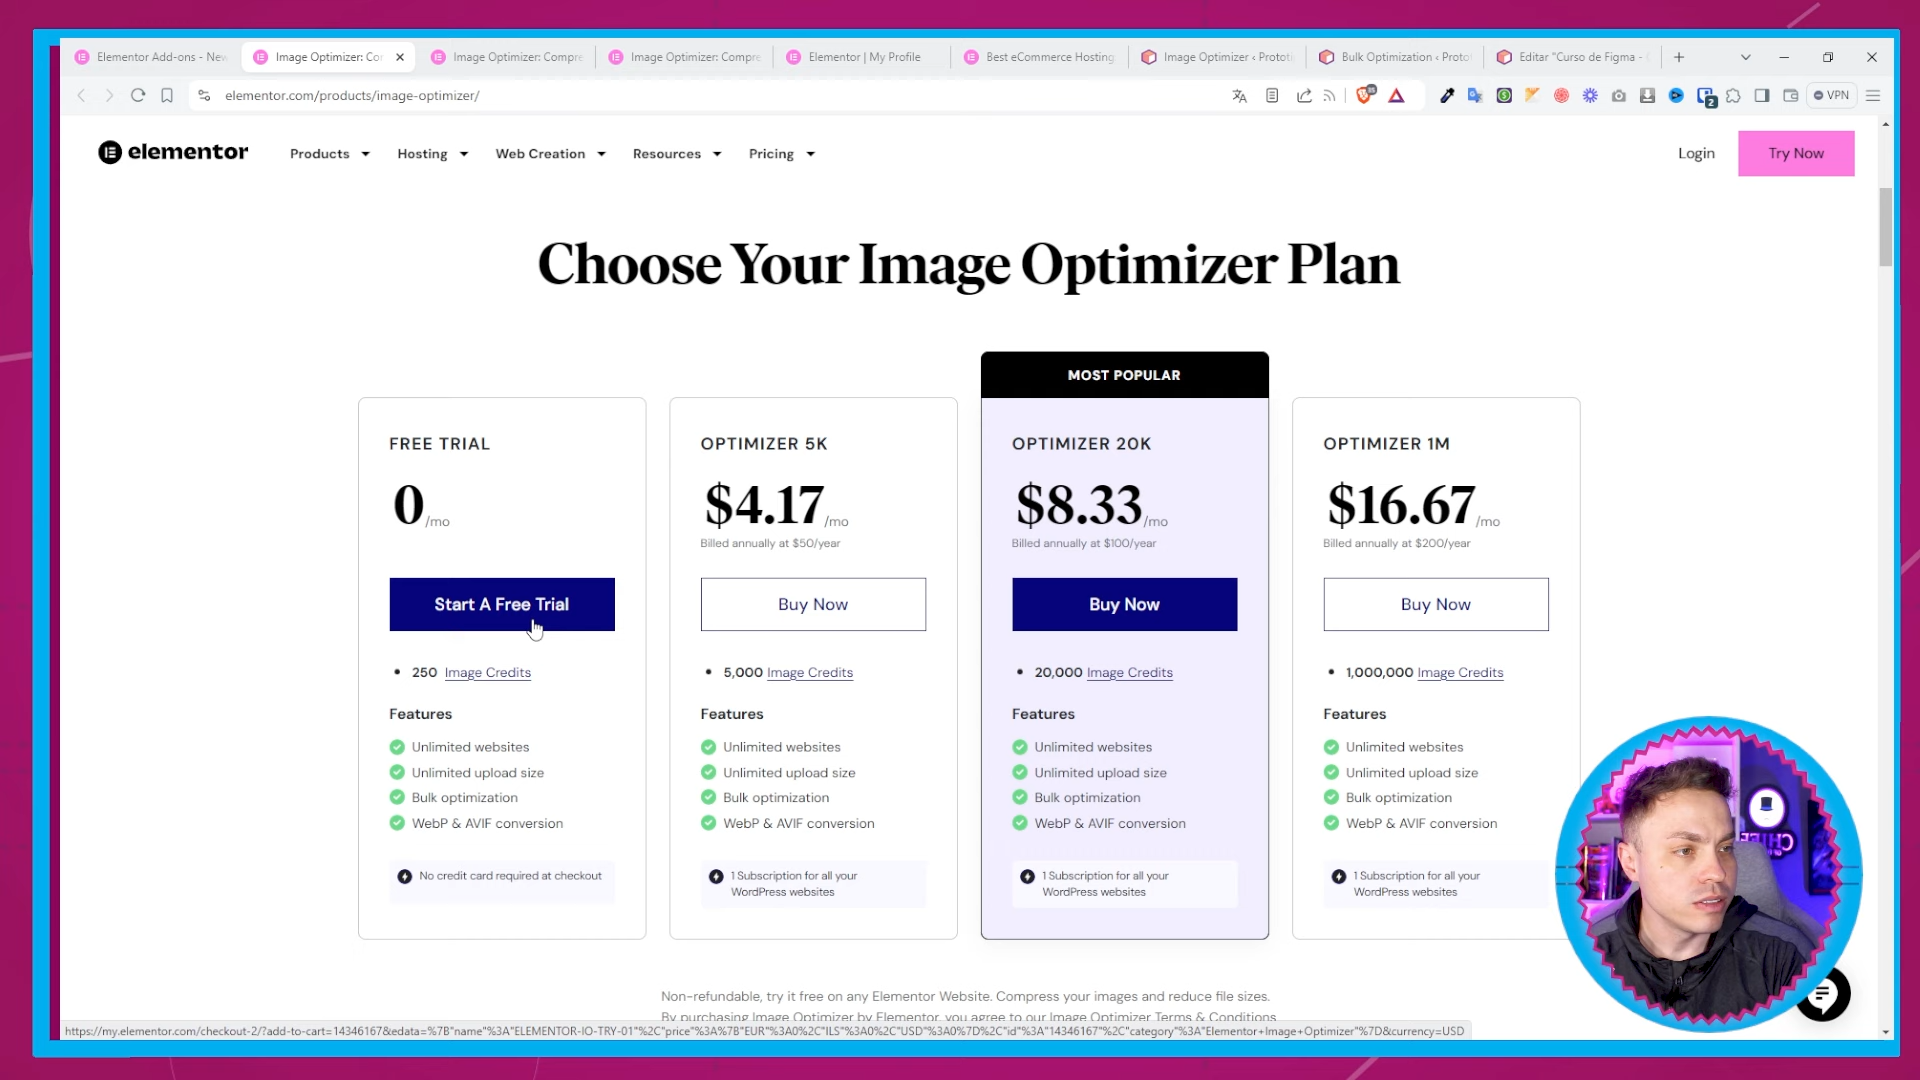 Elementor Add-ons - New
Image Optimizer: Co
Image Optimizer: Compre
Image Optimizer: Compre
Elementor | My Profile
Best eCommerce Hosting
Image Optimizer ‹ Prototi
Bulk Optimization ‹ Proto
Editar "Curso de Figma -
elementor.com/products/image-optimizer/
VPN
elementor
Products
Hosting
Web Creation
Resources
Pricing
Login
Try Now
Choose Your Image Optimizer Plan
FREE TRIAL
0/mo
Start A Free Trial
250 Image Credits
Features
Unlimited websites
Unlimited upload size
Bulk optimization
WebP & AVIF conversion
No credit card required at checkout
OPTIMIZER 5K
$4.17/mo
Billed annually at $50/year
Buy Now
5,000 Image Credits
Features
Unlimited websites
Unlimited upload size
Bulk optimization
WebP & AVIF conversion
1 Subscription for all your
WordPress websites
MOST POPULAR
OPTIMIZER 20K
$8.33/mo
Billed annually at $100/year
Buy Now
20,000 Image Credits
Features
Unlimited websites
Unlimited upload size
Bulk optimization
WebP & AVIF conversion
1 Subscription for all your
WordPress websites
OPTIMIZER 1M
$16.67/mo
Billed annually at $200/year
Buy Now
1,000,000 Image Credits
Features
Unlimited websites
Unlimited upload size
Bulk optimization
WebP & AVIF conversion
1 Subscription for all your
WordPress websites
Non-refundable, try it free on any Elementor Website. Compress your images and reduce file sizes.
By purchasing Image Optimizer by Elementor, you agree to our Image Optimizer Terms & Conditions
https://my.elementor.com/checkout-2/?add-to-cart=14346167&edata=%7B"name"%3A"ELEMENTOR-IO-TRY-01"%2C"price"%3A%7B"EUR"%3A0%2C"ILS"%3A0%2C"USD"%3A0%7D%2C"id"%3A"14346167"%2C"category"%3A"Elementor+Image+Optimizer"%7D&currency=USD